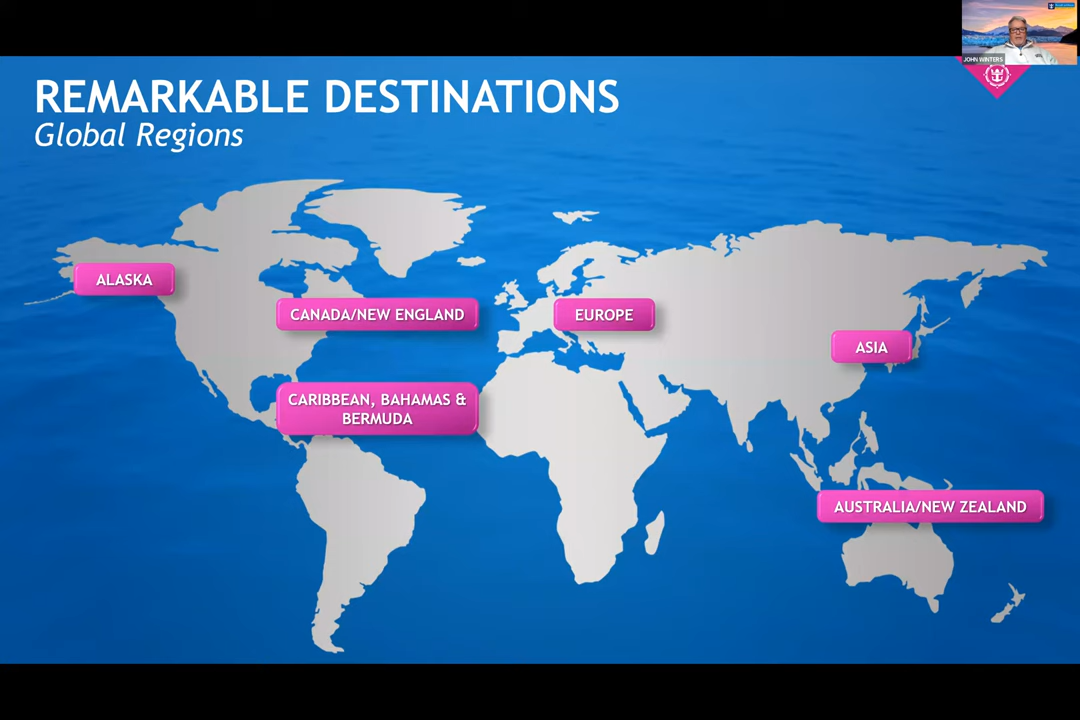 REMARKABLE DESTINATIONS
Global Regions
JOHN WINTERS
ALASKA
CANADA/NEW ENGLAND
EUROPE
ASIA
CARIBBEAN, BAHAMAS &
BERMUDA
AUSTRALIA/NEW ZEALAND